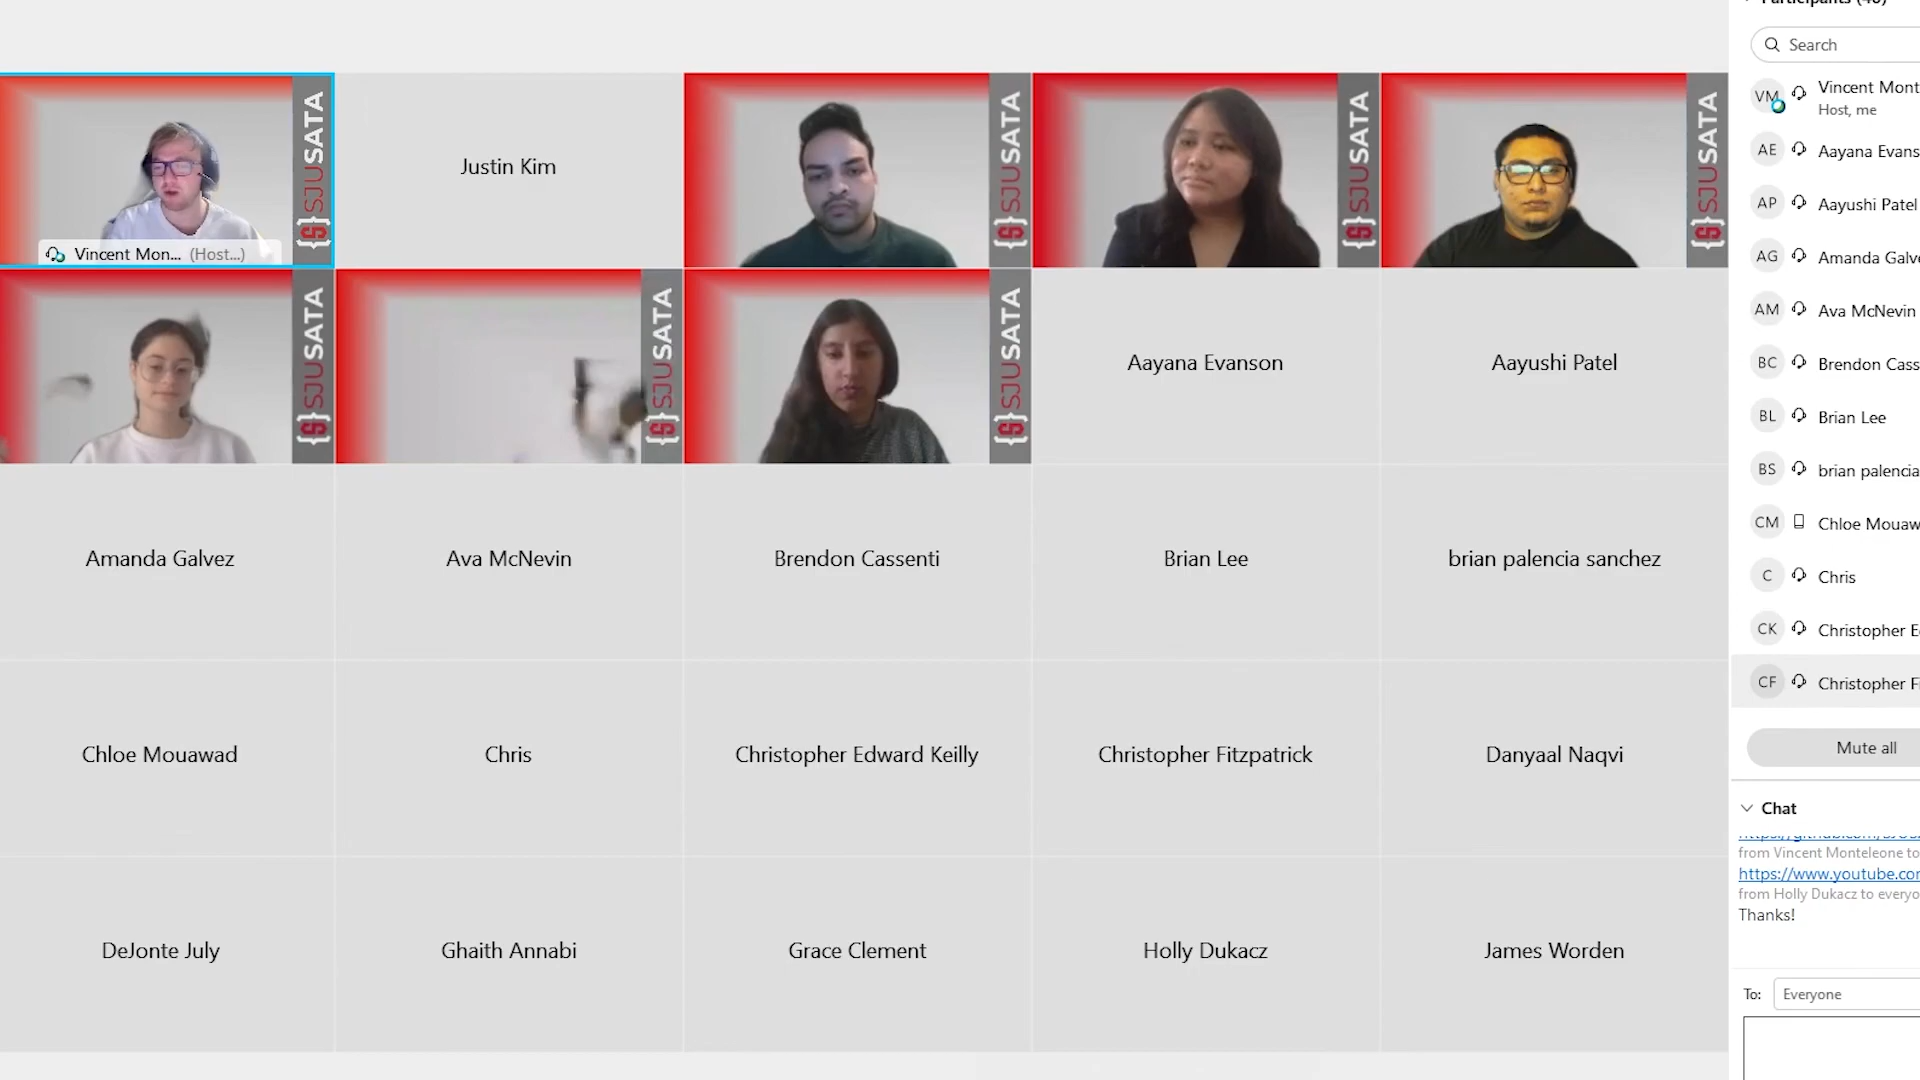 Participants (40)
Search
Vincent Mont
Host, me
AE Aayana Evans
AP Aayushi Patel
AG Amanda Galv
AM Ava McNevin
BC Brendon Cass
BL Brian Lee
BS brian palencia
CM Chloe Mouaw
C Chris
CK Christopher E
CF Christopher F
Mute all
Chat
from Vincent Monteleone to
https://www.youtube.co
from Holly Dukacz to everyo
Thanks!
To: Everyone
VM
Vincent Mon... (Host...)
SJUSATA
Justin Kim
SJUSATA
SJUSATA
SJUSATA
SJUSATA
SJUSATA
SJUSATA
Aayana Evanson
Aayushi Patel
Amanda Galvez
Ava McNevin
Brendon Cassenti
Brian Lee
brian palencia sanchez
Chloe Mouawad
Chris
Christopher Edward Keilly
Christopher Fitzpatrick
Danyaal Naqvi
DeJonte July
Ghaith Annabi
Grace Clement
Holly Dukacz
James Worden